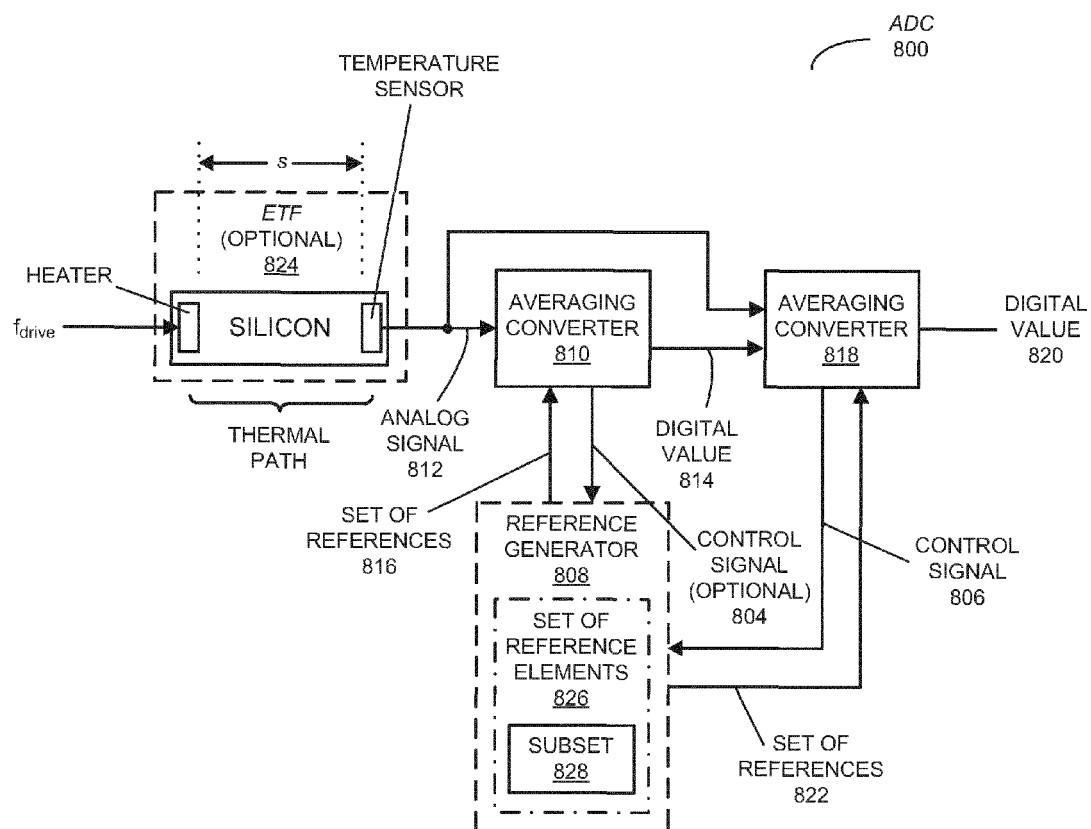 ADC
800
TEMPERATURE
SENSOR
s
ETF
(OPTIONAL)
824
HEATER
fdrive
SILICON
THERMAL
PATH
ANALOG
SIGNAL
812
AVERAGING
CONVERTER
810
AVERAGING
CONVERTER
818
DIGITAL
VALUE
820
DIGITAL
VALUE
814
SET OF
REFERENCES
816
REFERENCE
GENERATOR
808
CONTROL
SIGNAL
(OPTIONAL)
804
CONTROL
SIGNAL
806
SET OF
REFERENCE
ELEMENTS
826
SUBSET
828
SET OF
REFERENCES
822